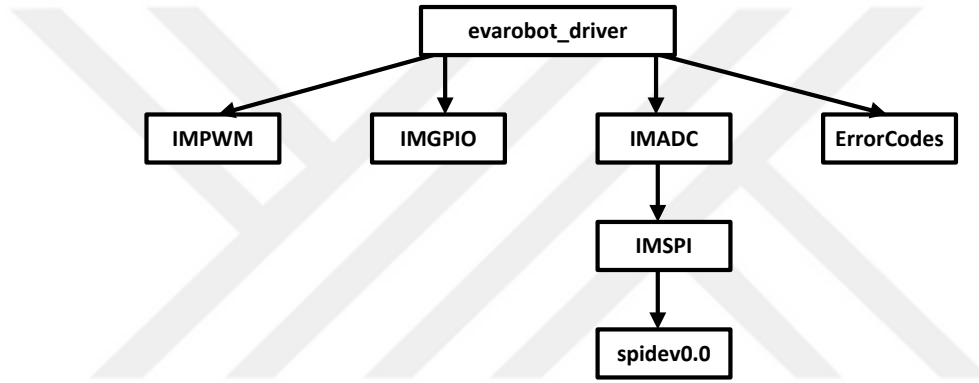 evarobot_driver
IMPWM
IMGPIO
IMADC
ErrorCodes
IMSPI
spidev0.0